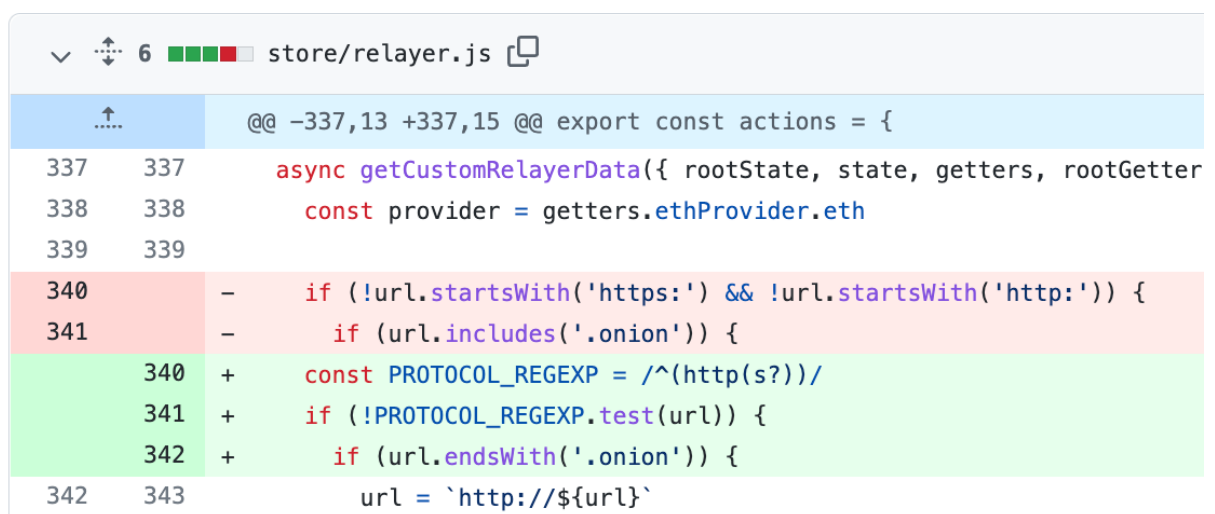 6 store/relayer.js
@@ -337,13 +337,15 @@ export const actions = {
337 337 async getCustomRelayerData({ rootState, state, getters, rootGetter
338 338 const provider = getters.ethProvider.eth
339 339
340 - if (!url.startsWith('https:') && !url.startsWith('http:')) {
341 - if (url.includes('.onion')) {
340 + const PROTOCOL_REGEXP = /^(http(s?))/
341 + if (!PROTOCOL_REGEXP.test(url)) {
342 + if (url.endsWith('.onion')) {
342 343 url = `http://${url}`